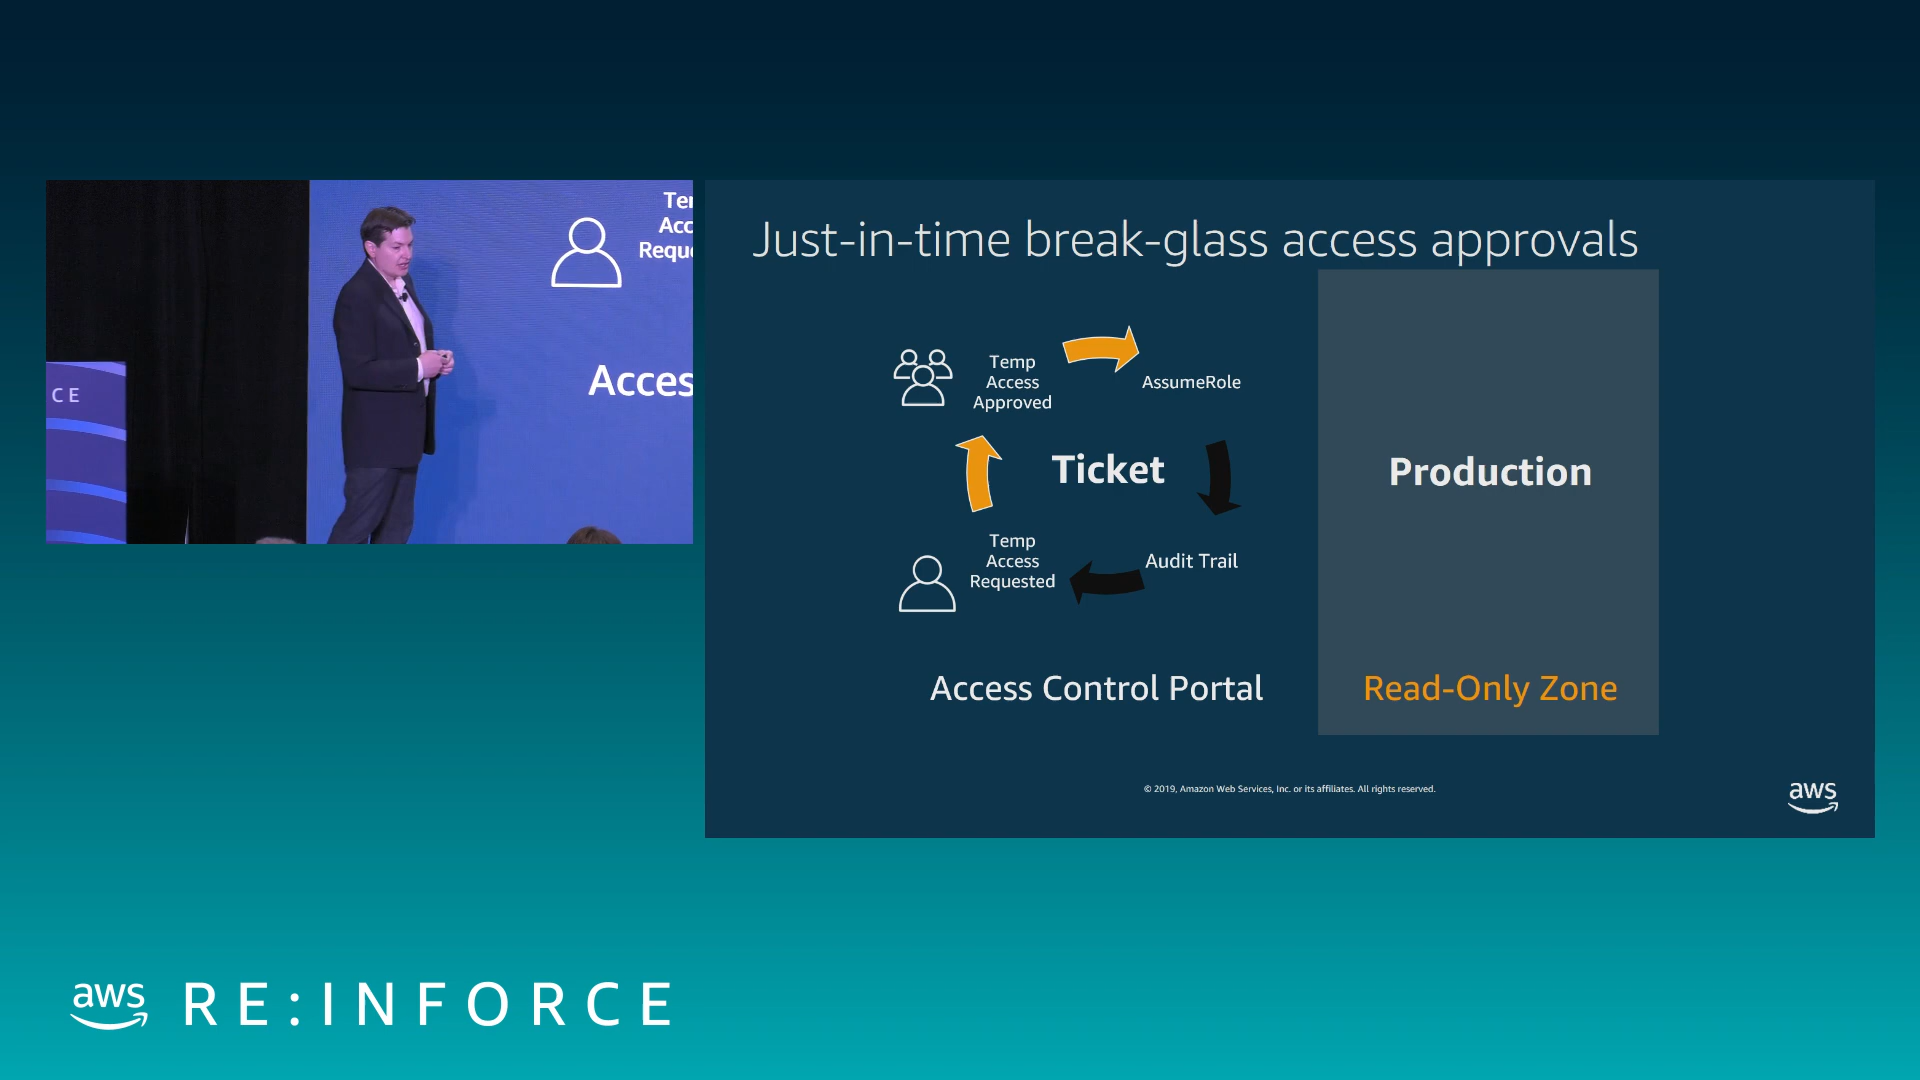 Ter
Acc
Reque
Acces
CE
Just-in-time break-glass access approvals
Temp
Access
Approved
AssumeRole
Ticket
Temp
Access
Requested
Audit Trail
Access Control Portal
Production
Read-Only Zone
© 2019, Amazon Web Services, Inc. or its affiliates. All rights reserved.
aws
aws RE:INFORCE